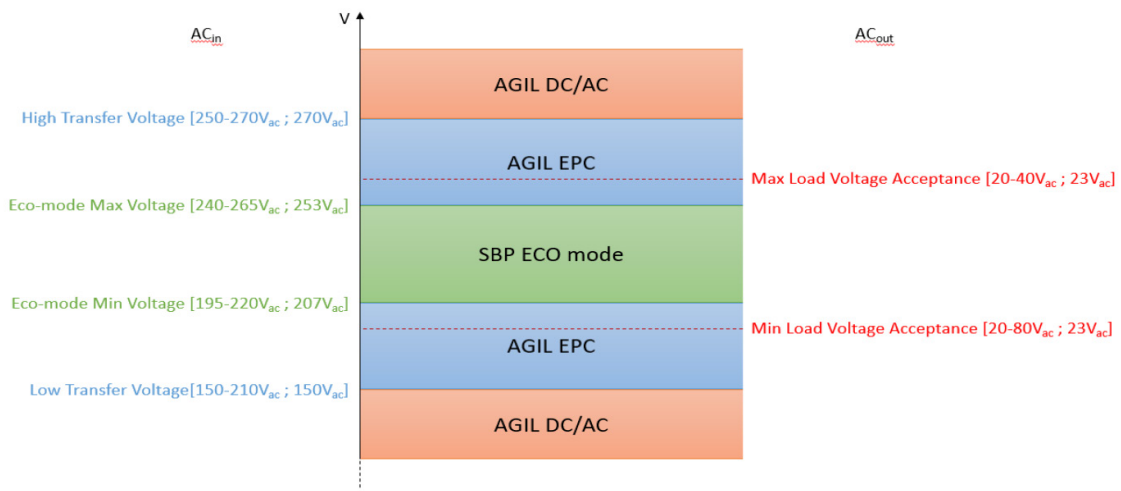 V
ACin
ACout
AGIL DC/AC
High Transfer Voltage [250-270Vac ; 270Vac]
AGIL EPC
Max Load Voltage Acceptance [20-40Vac ; 23Vac]
Eco-mode Max Voltage [240-265Vac ; 253Vac]
SBP ECO mode
Eco-mode Min Voltage [195-220Vac ; 207Vac]
Min Load Voltage Acceptance [20-80Vac ; 23Vac]
AGIL EPC
Low Transfer Voltage[150-210Vac ; 150Vac]
AGIL DC/AC